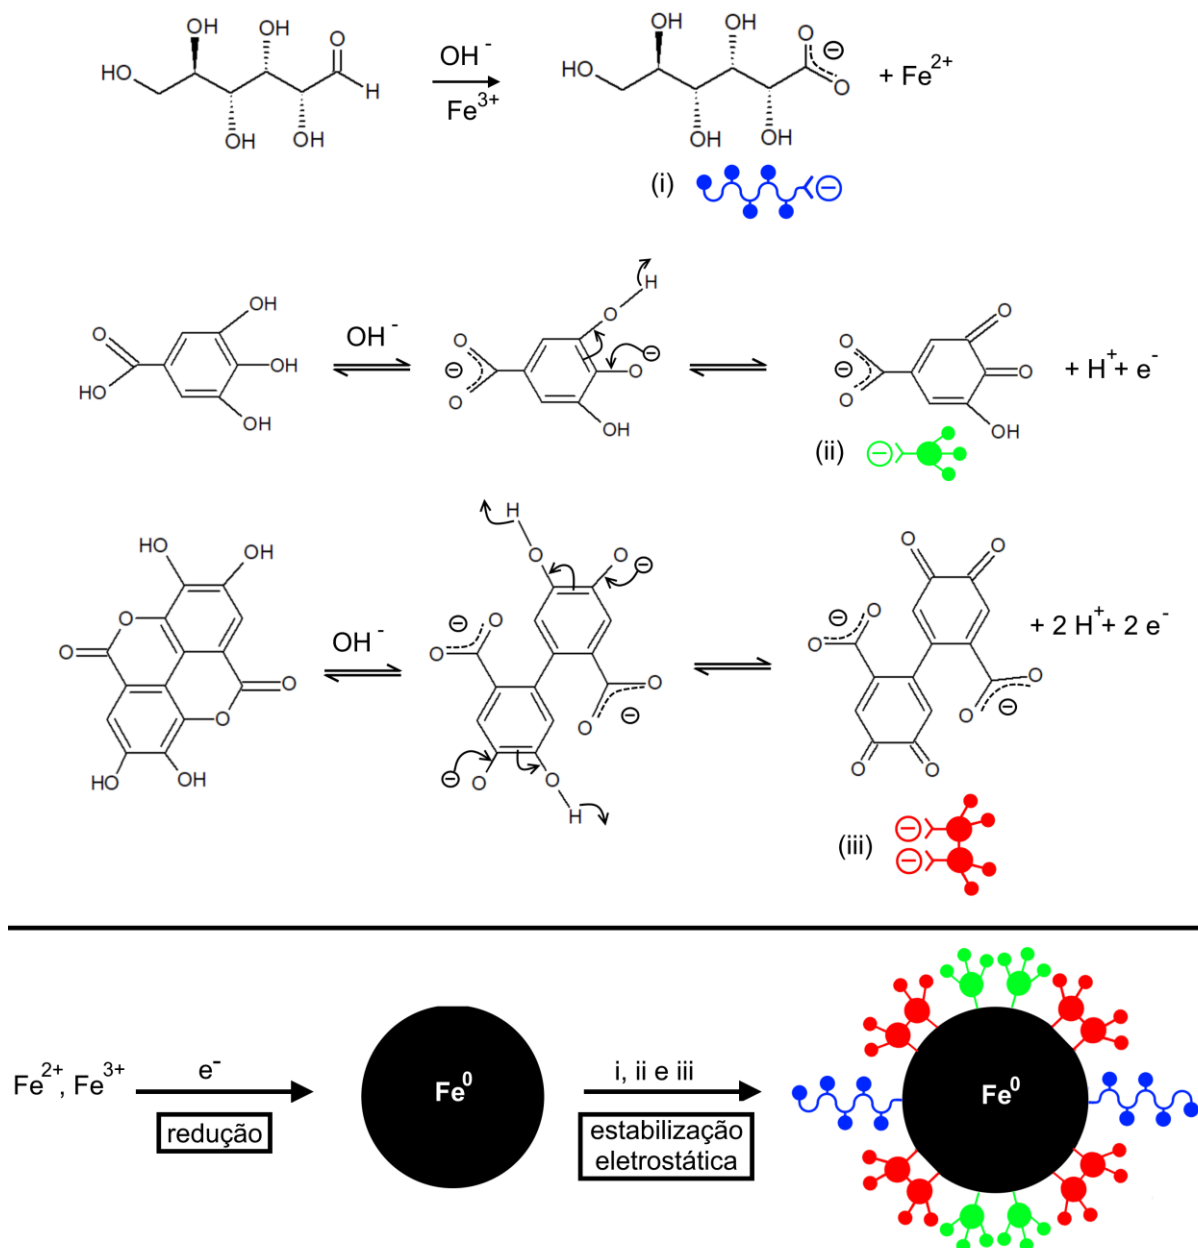 OH OH O
HO H
OH OH
OH⁻
Fe³⁺
OH OH O ⊖
HO O
OH OH
+ Fe²⁺
(i) ⊖
O OH
HO OH
OH
OH⁻
H
O O ⊖
⊖ O
O OH
O
O O
⊖
O OH
+ H⁺ + e⁻
(ii) ⊖
HO OH
O
O O
O
HO OH
OH⁻
H
O O ⊖
⊖ O
O O
O ⊖
⊖
O O
H
O O
⊖ O
O O
O ⊖
O O
+ 2 H⁺ + 2 e⁻
(iii) ⊖
⊖
Fe²⁺, Fe³⁺
e⁻
redução
Fe⁰
i, ii e iii
estabilização
eletrostática
Fe⁰